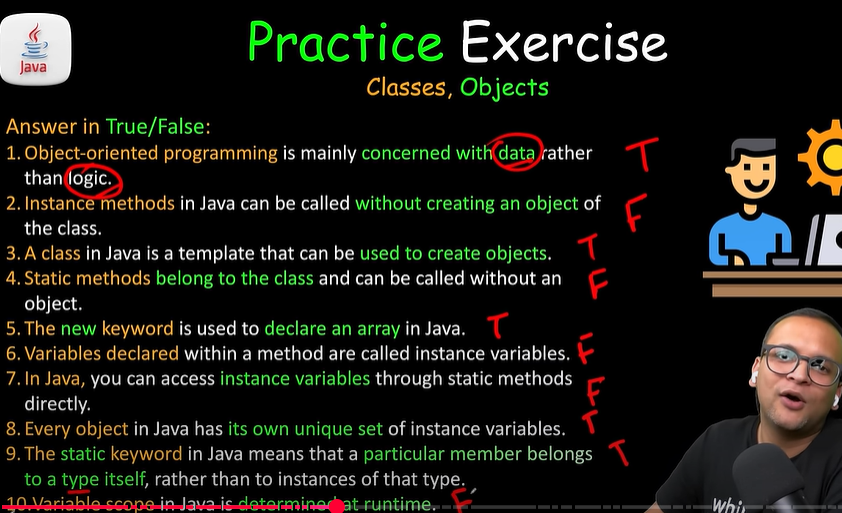 Java
Practice Exercise
Classes, Objects
Answer in True/False:
1. Object-oriented programming is mainly concerned with data rather T
than logic.
2. Instance methods in Java can be called without creating an object of F
the class.
3. A class in Java is a template that can be used to create objects. T
4. Static methods belong to the class and can be called without an F
object.
5. The new keyword is used to declare an array in Java. T
6. Variables declared within a method are called instance variables. F
7. In Java, you can access instance variables through static methods F
directly.
8. Every object in Java has its own unique set of instance variables. T
9. The static keyword in Java means that a particular member belongs T
to a type itself, rather than to instances of that type.
10. Variable scope in Java is determined at runtime. F